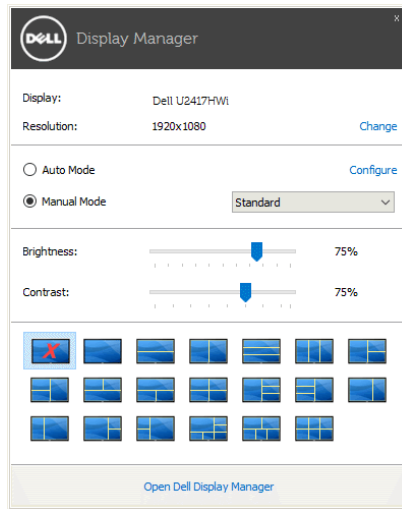 x
DELL Display Manager
Display: Dell U2417HWi
Resolution: 1920x1080 Change
Auto Mode Configure
Manual Mode Standard
Brightness: 75%
Contrast: 75%
X
Open Dell Display Manager